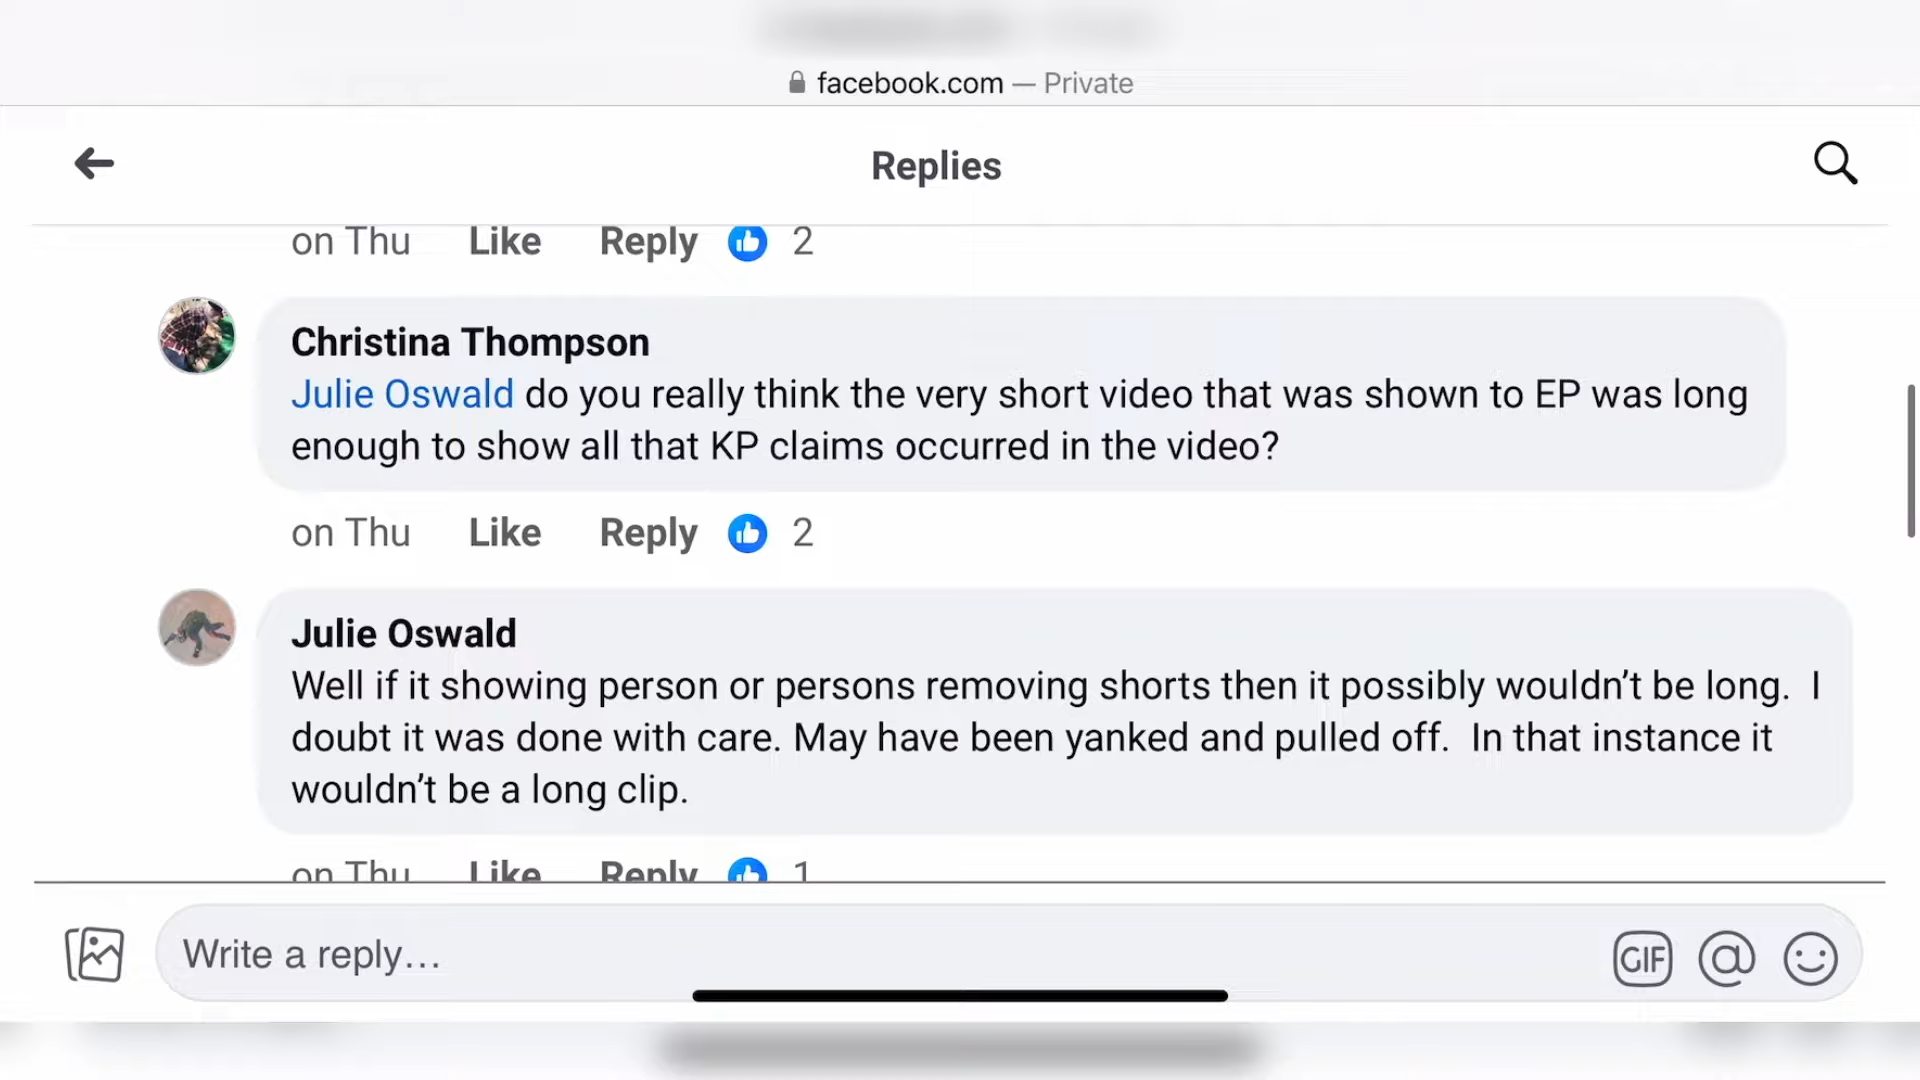 facebook.com — Private
Replies
on Thu Like Reply 2
Christina Thompson
Julie Oswald do you really think the very short video that was shown to EP was long
enough to show all that KP claims occurred in the video?
on Thu Like Reply 2
Julie Oswald
Well if it showing person or persons removing shorts then it possibly wouldn’t be long. I
doubt it was done with care. May have been yanked and pulled off. In that instance it
wouldn’t be a long clip.
on Thu Like Reply 1
Write a reply…
GIF @